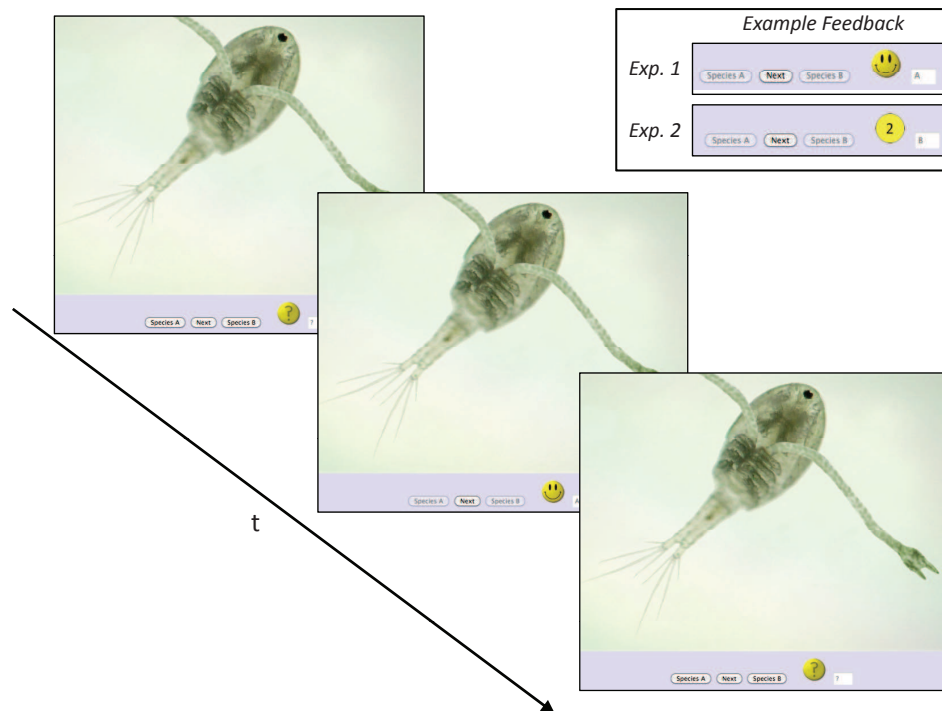 Example Feedback
Exp. 1
Species A Next Species B A
Exp. 2
Species A Next Species B 2 B
Species A Next Species B ? ?
Species A Next Species B A
t
Species A Next Species B ? ?